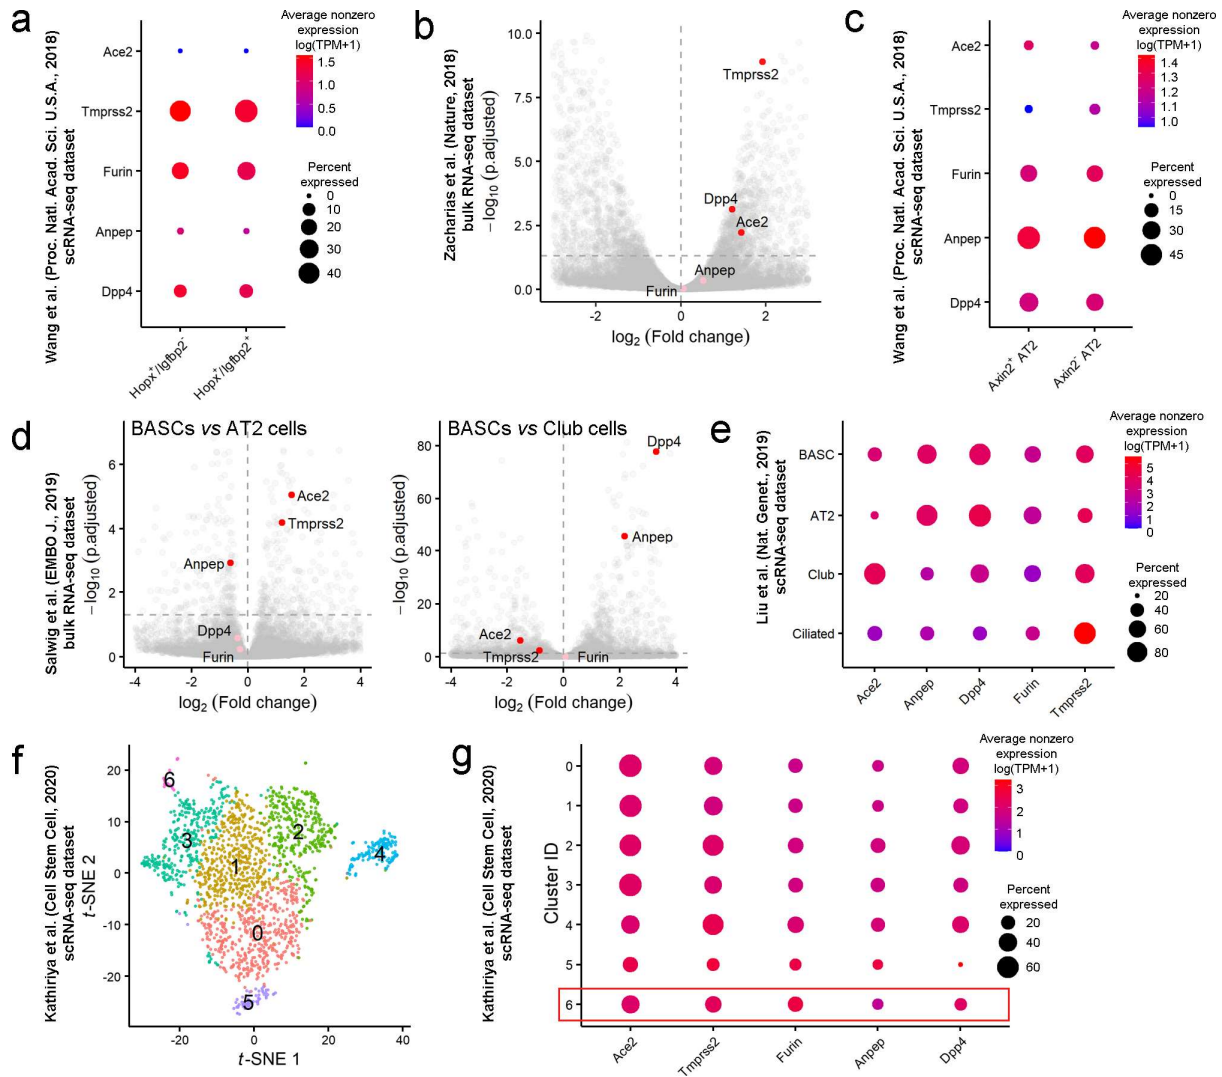 a
Wang et al. (Proc. Natl. Acad. Sci. U.S.A., 2018)
scRNA-seq dataset
Ace2
Tmprss2
Furin
Anpep
Dpp4
Hopx+/Igfbp2-
Hopx+/Igfbp2+
Average nonzero
expression
log(TPM+1)
1.5
1.0
0.5
0.0
Percent
expressed
0
10
20
30
40
b
Zacharias et al. (Nature, 2018)
bulk RNA-seq dataset
−log10 (p.adjusted)
10.0
7.5
5.0
2.5
0.0
Tmprss2
Dpp4
Ace2
Anpep
Furin
-2
0
2
log2 (Fold change)
c
Wang et al. (Proc. Natl. Acad. Sci. U.S.A., 2018)
scRNA-seq dataset
Ace2
Tmprss2
Furin
Anpep
Dpp4
Axin2+ AT2
Axin2- AT2
Average nonzero
expression
log(TPM+1)
1.4
1.3
1.2
1.1
1.0
Percent
expressed
0
15
30
45
d
Salwig et al. (EMBO J., 2019)
bulk RNA-seq dataset
BASCs vs AT2 cells
−log10 (p.adjusted)
6
4
2
0
Ace2
Tmprss2
Anpep
Dpp4
Furin
-4
-2
0
2
4
log2 (Fold change)
BASCs vs Club cells
−log10 (p.adjusted)
80
60
40
20
0
Dpp4
Anpep
Ace2
Tmprss2
Furin
-4
-2
0
2
4
log2 (Fold change)
e
Liu et al. (Nat. Genet., 2019)
scRNA-seq dataset
BASC
AT2
Club
Ciliated
Ace2
Anpep
Dpp4
Furin
Tmprss2
Average nonzero
expression
log(TPM+1)
5
4
3
2
1
0
Percent
expressed
20
40
60
80
f
Kathiriya et al. (Cell Stem Cell, 2020)
scRNA-seq dataset
t-SNE 2
20
10
0
-10
-20
6
3
2
1
4
0
5
-20
0
20
40
t-SNE 1
g
Kathiriya et al. (Cell Stem Cell, 2020)
scRNA-seq dataset
Cluster ID
0
1
2
3
4
5
6
Ace2
Tmprss2
Furin
Anpep
Dpp4
Average nonzero
expression
log(TPM+1)
3
2
1
0
Percent
expressed
20
40
60